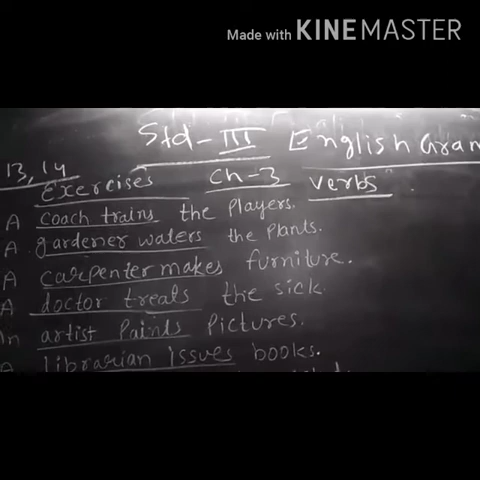 Made with KINEMASTER
Std - III English Gran
13, 14
Exercises Ch-3 Verbs.
A coach trains the players.
A gardener waters the plants.
A carpenter makes furniture.
A doctor treats the sick.
n artist paints pictures.
A librarian issues books.